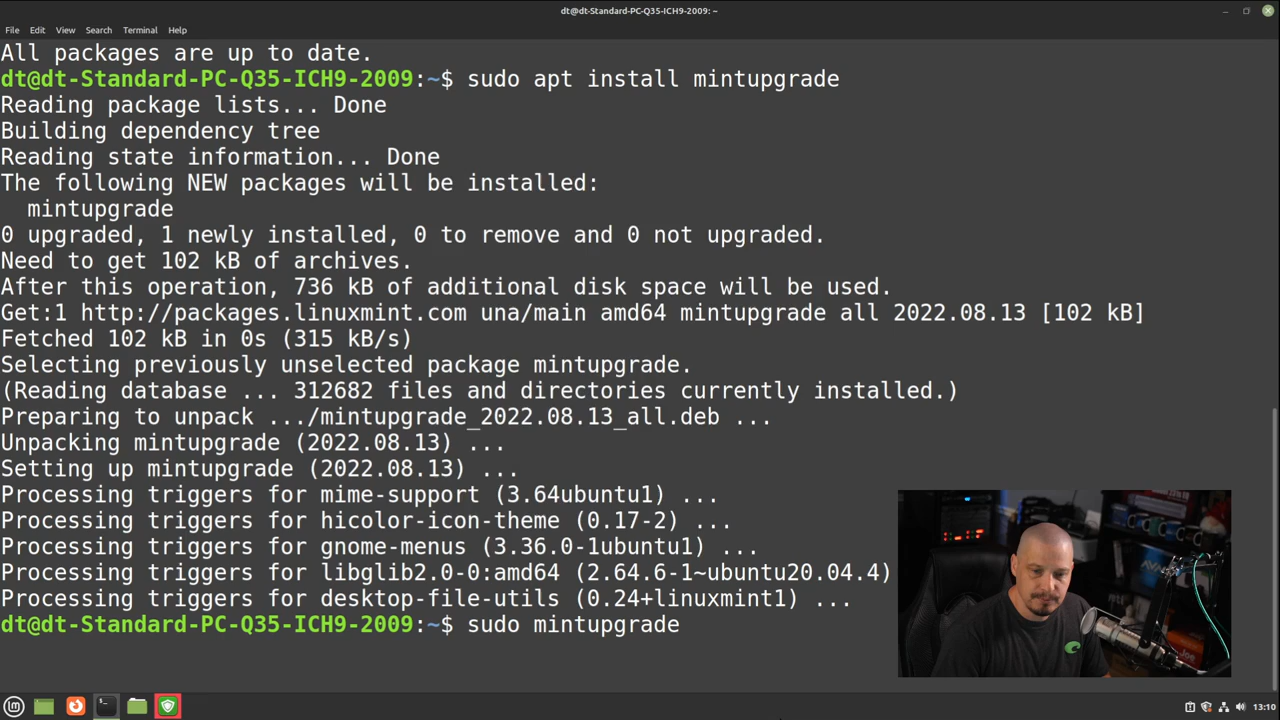 dt@dt-Standard-PC-Q35-ICH9-2009: ~
File Edit View Search Terminal Help
All packages are up to date.
dt@dt-Standard-PC-Q35-ICH9-2009:~$ sudo apt install mintupgrade
Reading package lists... Done
Building dependency tree
Reading state information... Done
The following NEW packages will be installed:
  mintupgrade
0 upgraded, 1 newly installed, 0 to remove and 0 not upgraded.
Need to get 102 kB of archives.
After this operation, 736 kB of additional disk space will be used.
Get:1 http://packages.linuxmint.com una/main amd64 mintupgrade all 2022.08.13 [102 kB]
Fetched 102 kB in 0s (315 kB/s)
Selecting previously unselected package mintupgrade.
(Reading database ... 312682 files and directories currently installed.)
Preparing to unpack .../mintupgrade_2022.08.13_all.deb ...
Unpacking mintupgrade (2022.08.13) ...
Setting up mintupgrade (2022.08.13) ...
Processing triggers for mime-support (3.64ubuntu1) ...
Processing triggers for hicolor-icon-theme (0.17-2) ...
Processing triggers for gnome-menus (3.36.0-1ubuntu1) ...
Processing triggers for libglib2.0-0:amd64 (2.64.6-1~ubuntu20.04.4) ...
Processing triggers for desktop-file-utils (0.24+linuxmint1) ...
dt@dt-Standard-PC-Q35-ICH9-2009:~$ sudo mintupgrade
13:10